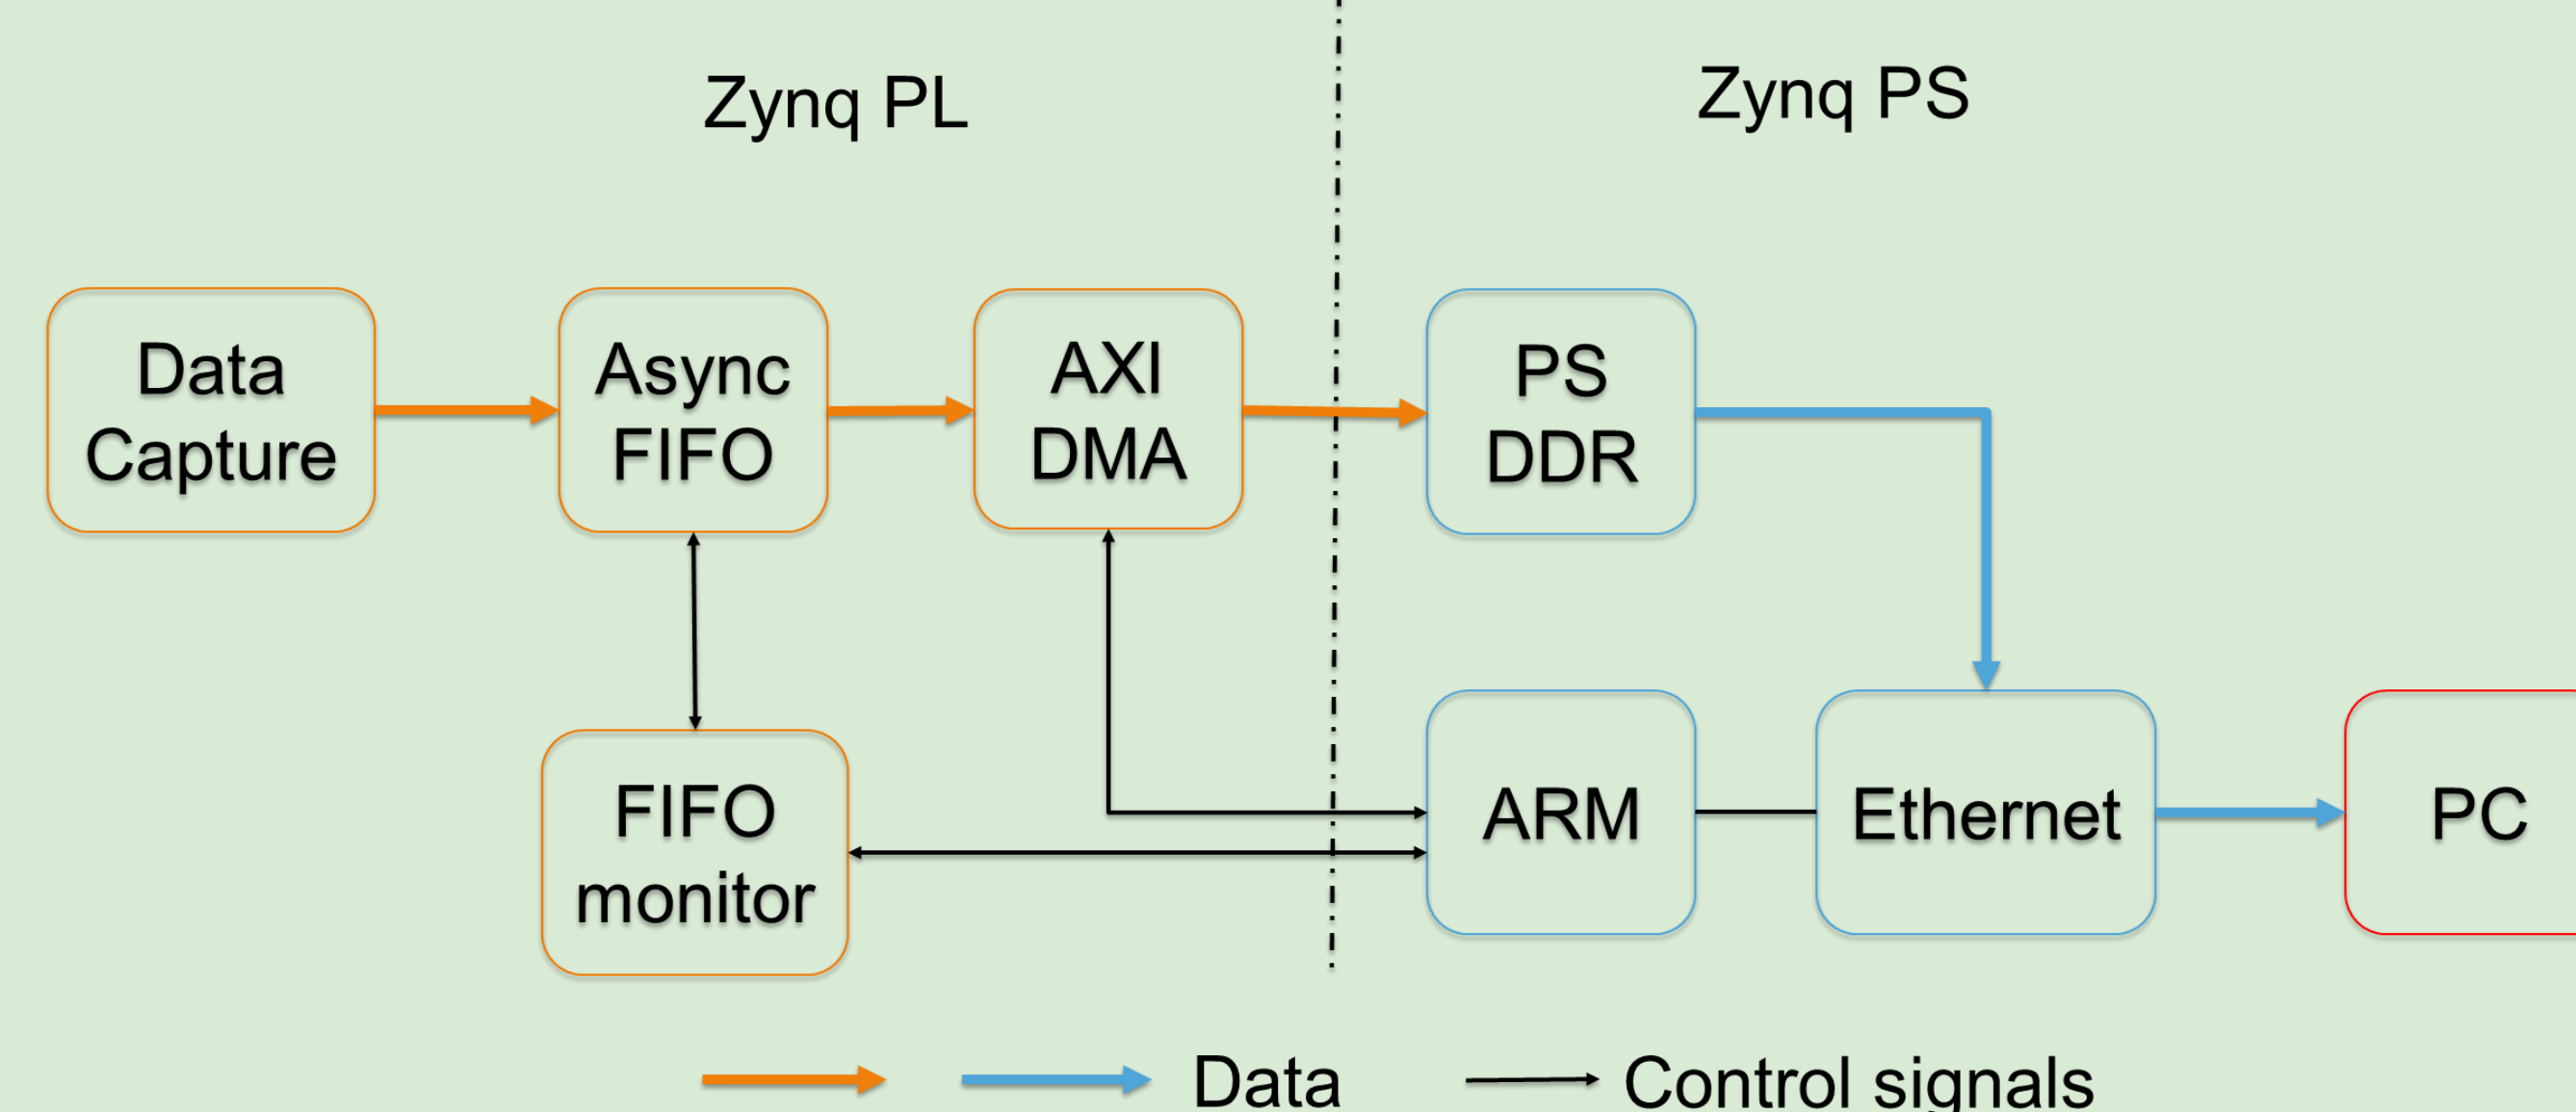 Zynq PL
Zynq PS
Data
Capture
Async
FIFO
AXI
DMA
PS
DDR
FIFO
monitor
ARM
Ethernet
PC
Data
Control signals